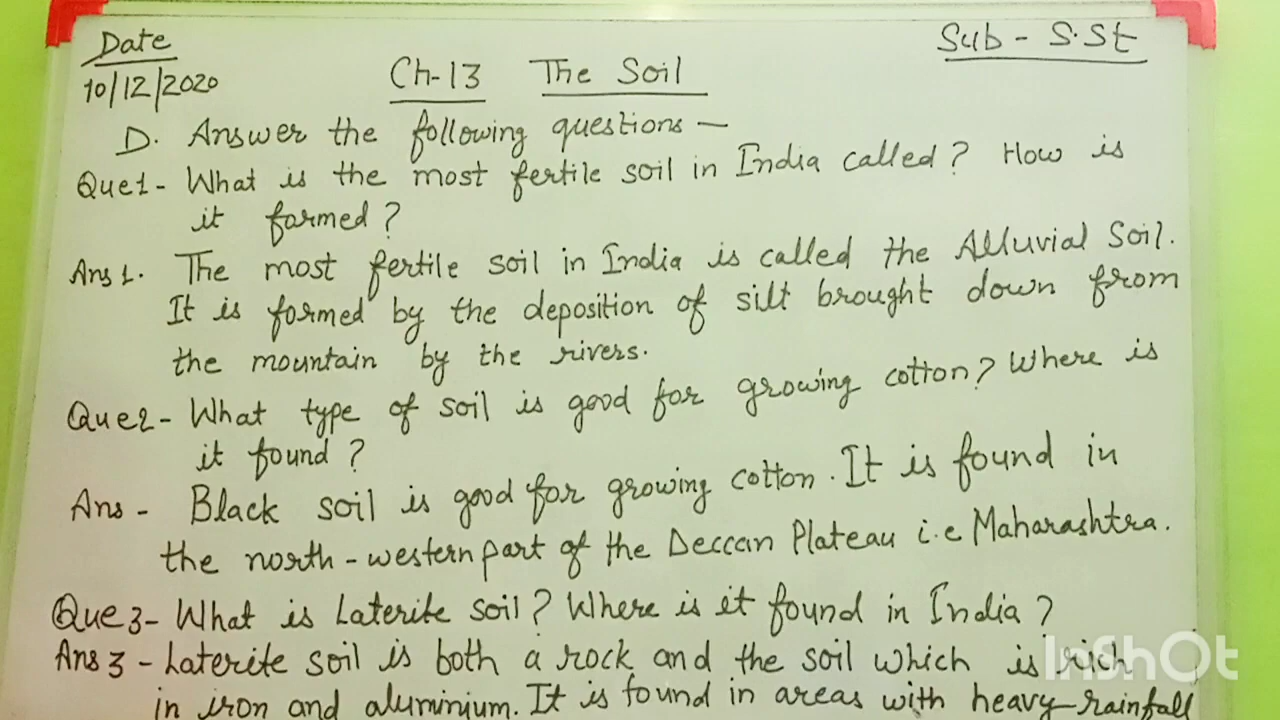 Date
Sub - S.St
10/12/2020
Ch-13 The Soil
D. Answer the following questions —
Que1- What is the most fertile soil in India called? How is
it formed?
Ans 1. The most fertile soil in India is called the Alluvial Soil.
It is formed by the deposition of silt brought down from
the mountain by the rivers.
Que2- What type of soil is good for growing cotton? Where is
it found?
Ans - Black soil is good for growing cotton. It is found in
the north-western part of the Deccan Plateau i.e Maharashtra.
Que 3- What is Laterite soil? Where is it found in India?
Ans 3 - Laterite soil is both a rock and the soil which is rich
in iron and aluminium. It is found in areas with heavy rainfall
InShOt